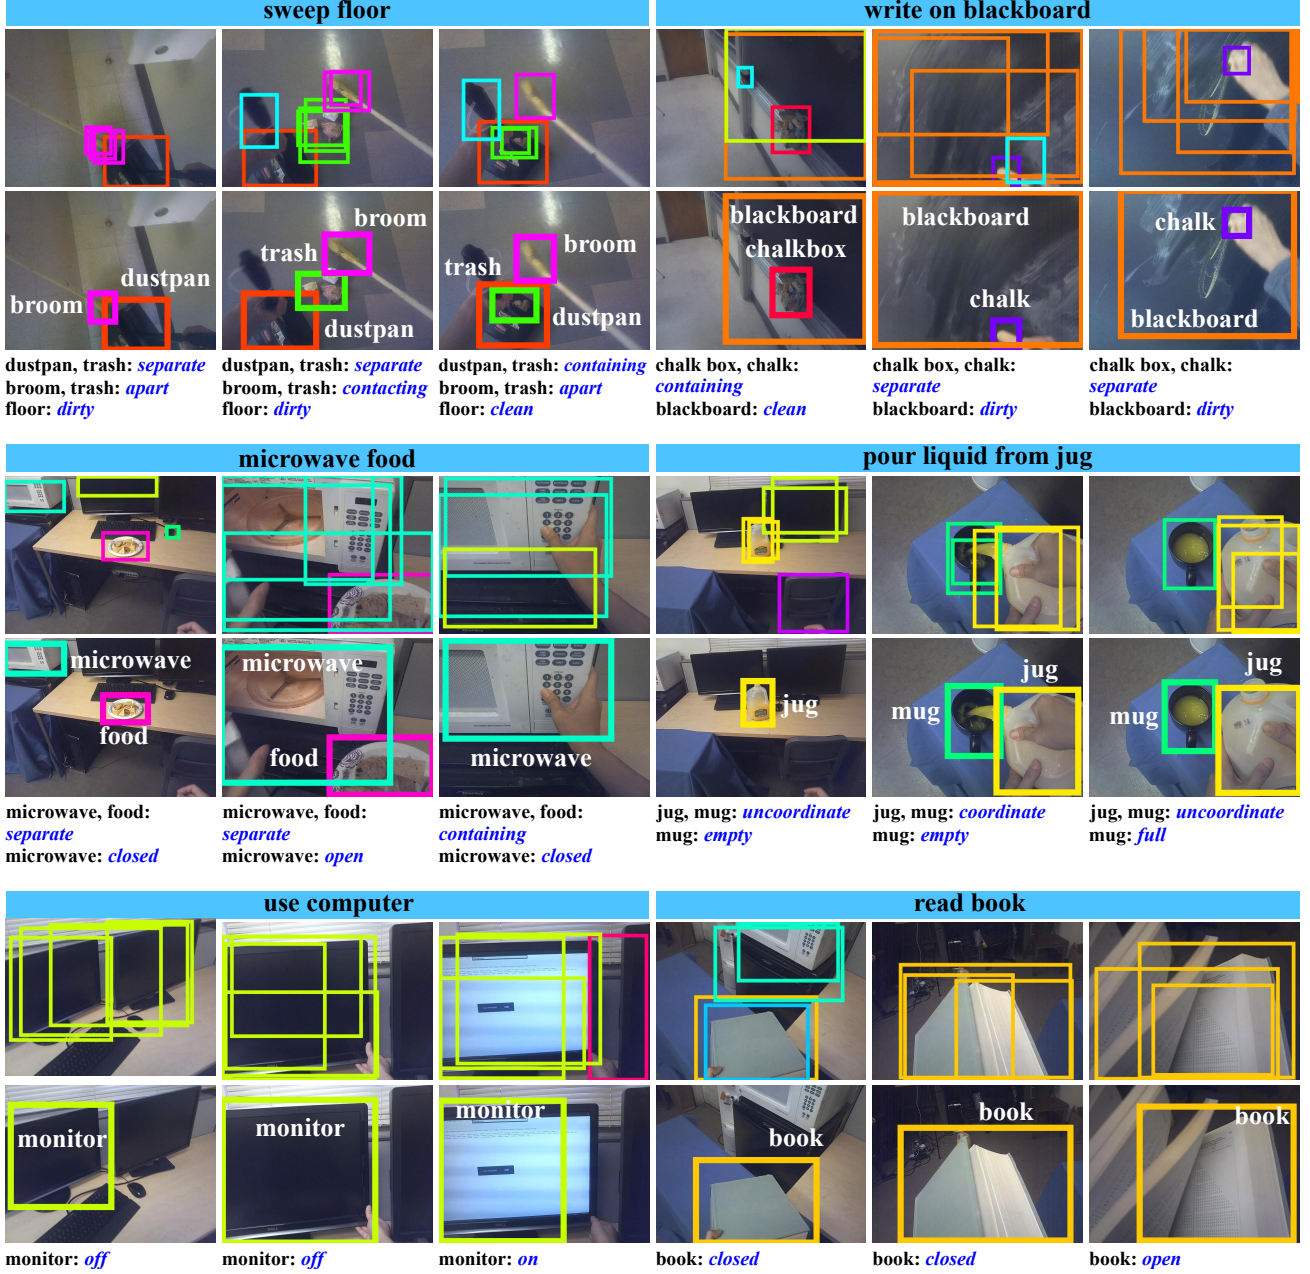 sweep floor
write on blackboard
broom
trash
dustpan
broom
dustpan
broom
trash
dustpan
blackboard
chalkbox
blackboard
chalk
chalk
blackboard
dustpan, trash: separate
broom, trash: apart
floor: dirty
dustpan, trash: separate
broom, trash: contacting
floor: dirty
dustpan, trash: containing
broom, trash: apart
floor: clean
chalk box, chalk:
containing
blackboard: clean
chalk box, chalk:
separate
blackboard: dirty
chalk box, chalk:
separate
blackboard: dirty
microwave food
pour liquid from jug
microwave
food
microwave
food
microwave
jug
jug
mug
jug
mug
microwave, food:
separate
microwave: closed
microwave, food:
separate
microwave: open
microwave, food:
containing
microwave: closed
jug, mug: uncoordinate
mug: empty
jug, mug: coordinate
mug: empty
jug, mug: uncoordinate
mug: full
use computer
read book
monitor
monitor
monitor
book
book
book
monitor: off
monitor: off
monitor: on
book: closed
book: closed
book: open